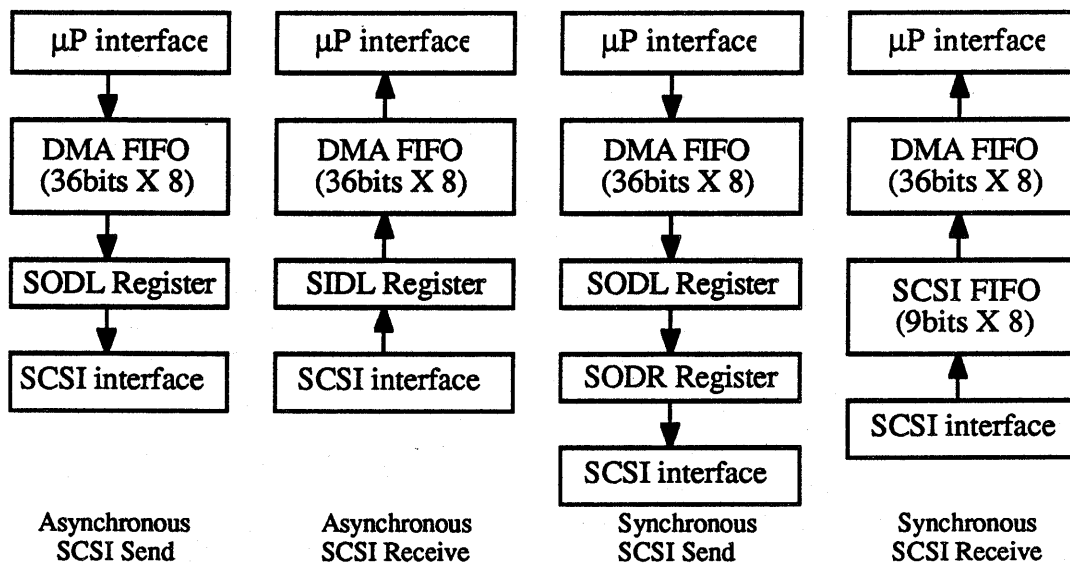 µP interface
DMA FIFO
(36bits X 8)
SODL Register
SCSI interface
Asynchronous
SCSI Send
µP interface
DMA FIFO
(36bits X 8)
SIDL Register
SCSI interface
Asynchronous
SCSI Receive
µP interface
DMA FIFO
(36bits X 8)
SODL Register
SODR Register
SCSI interface
Synchronous
SCSI Send
µP interface
DMA FIFO
(36bits X 8)
SCSI FIFO
(9bits X 8)
SCSI interface
Synchronous
SCSI Receive